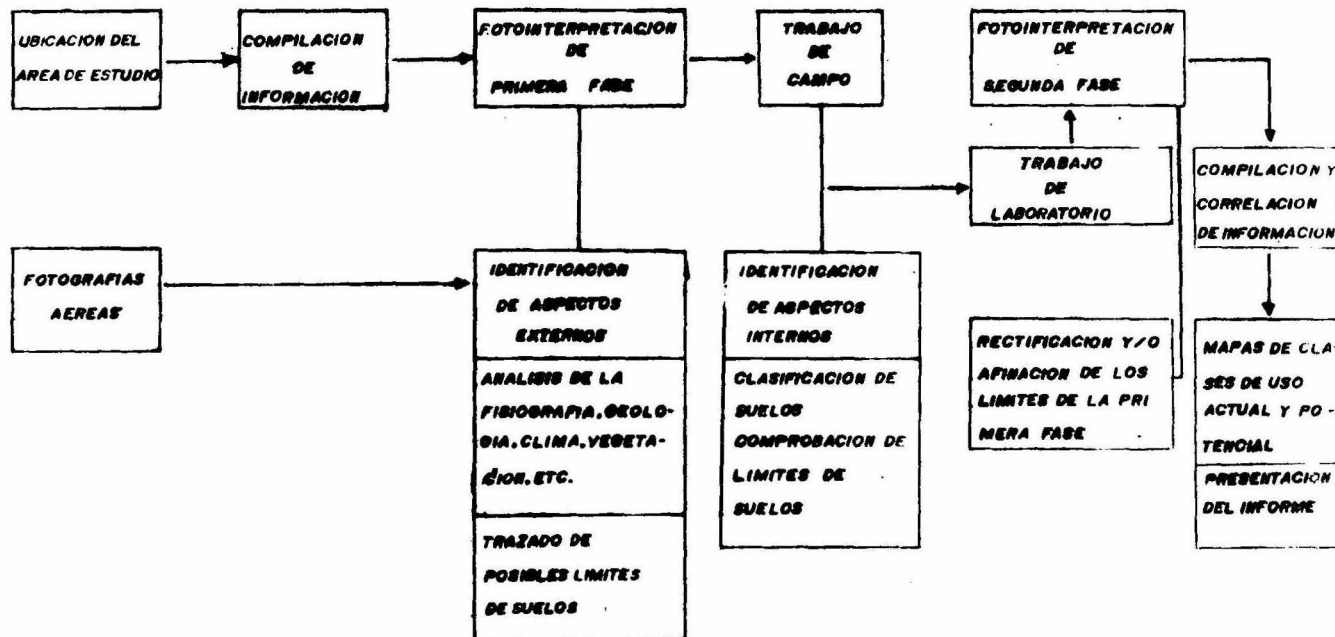 UBICACION DEL
AREA DE ESTUDIO
COMPILACION
DE
INFORMACION
FOTOINTERPRETACION
DE
PRIMERA FASE
TRABAJO
DE
CAMPO
FOTOINTERPRETACION
DE
SEGUNDA FASE
TRABAJO
DE
LABORATORIO
COMPILACION Y
CORRELACION
DE INFORMACION
FOTOGRAFIAS
AEREAS
IDENTIFICACION
DE ASPECTOS
EXTERNOS
ANALISIS DE LA
FISIOGRAFIA, GEOLO-
GIA, CLIMA, VEGETA-
CION, ETC.
TRAZADO DE
POSIBLES LIMITES
DE SUELOS
IDENTIFICACION
DE ASPECTOS
INTERNOS
CLASIFICACION DE
SUELOS
COMPROBACION DE
LIMITES DE
SUELOS
RECTIFICACION Y/O
AFINACION DE LOS
LIMITES DE LA PRI
MERA FASE
MAPAS DE CLA-
SES DE USO
ACTUAL Y PO-
TENCIAL
PRESENTACION
DEL INFORME